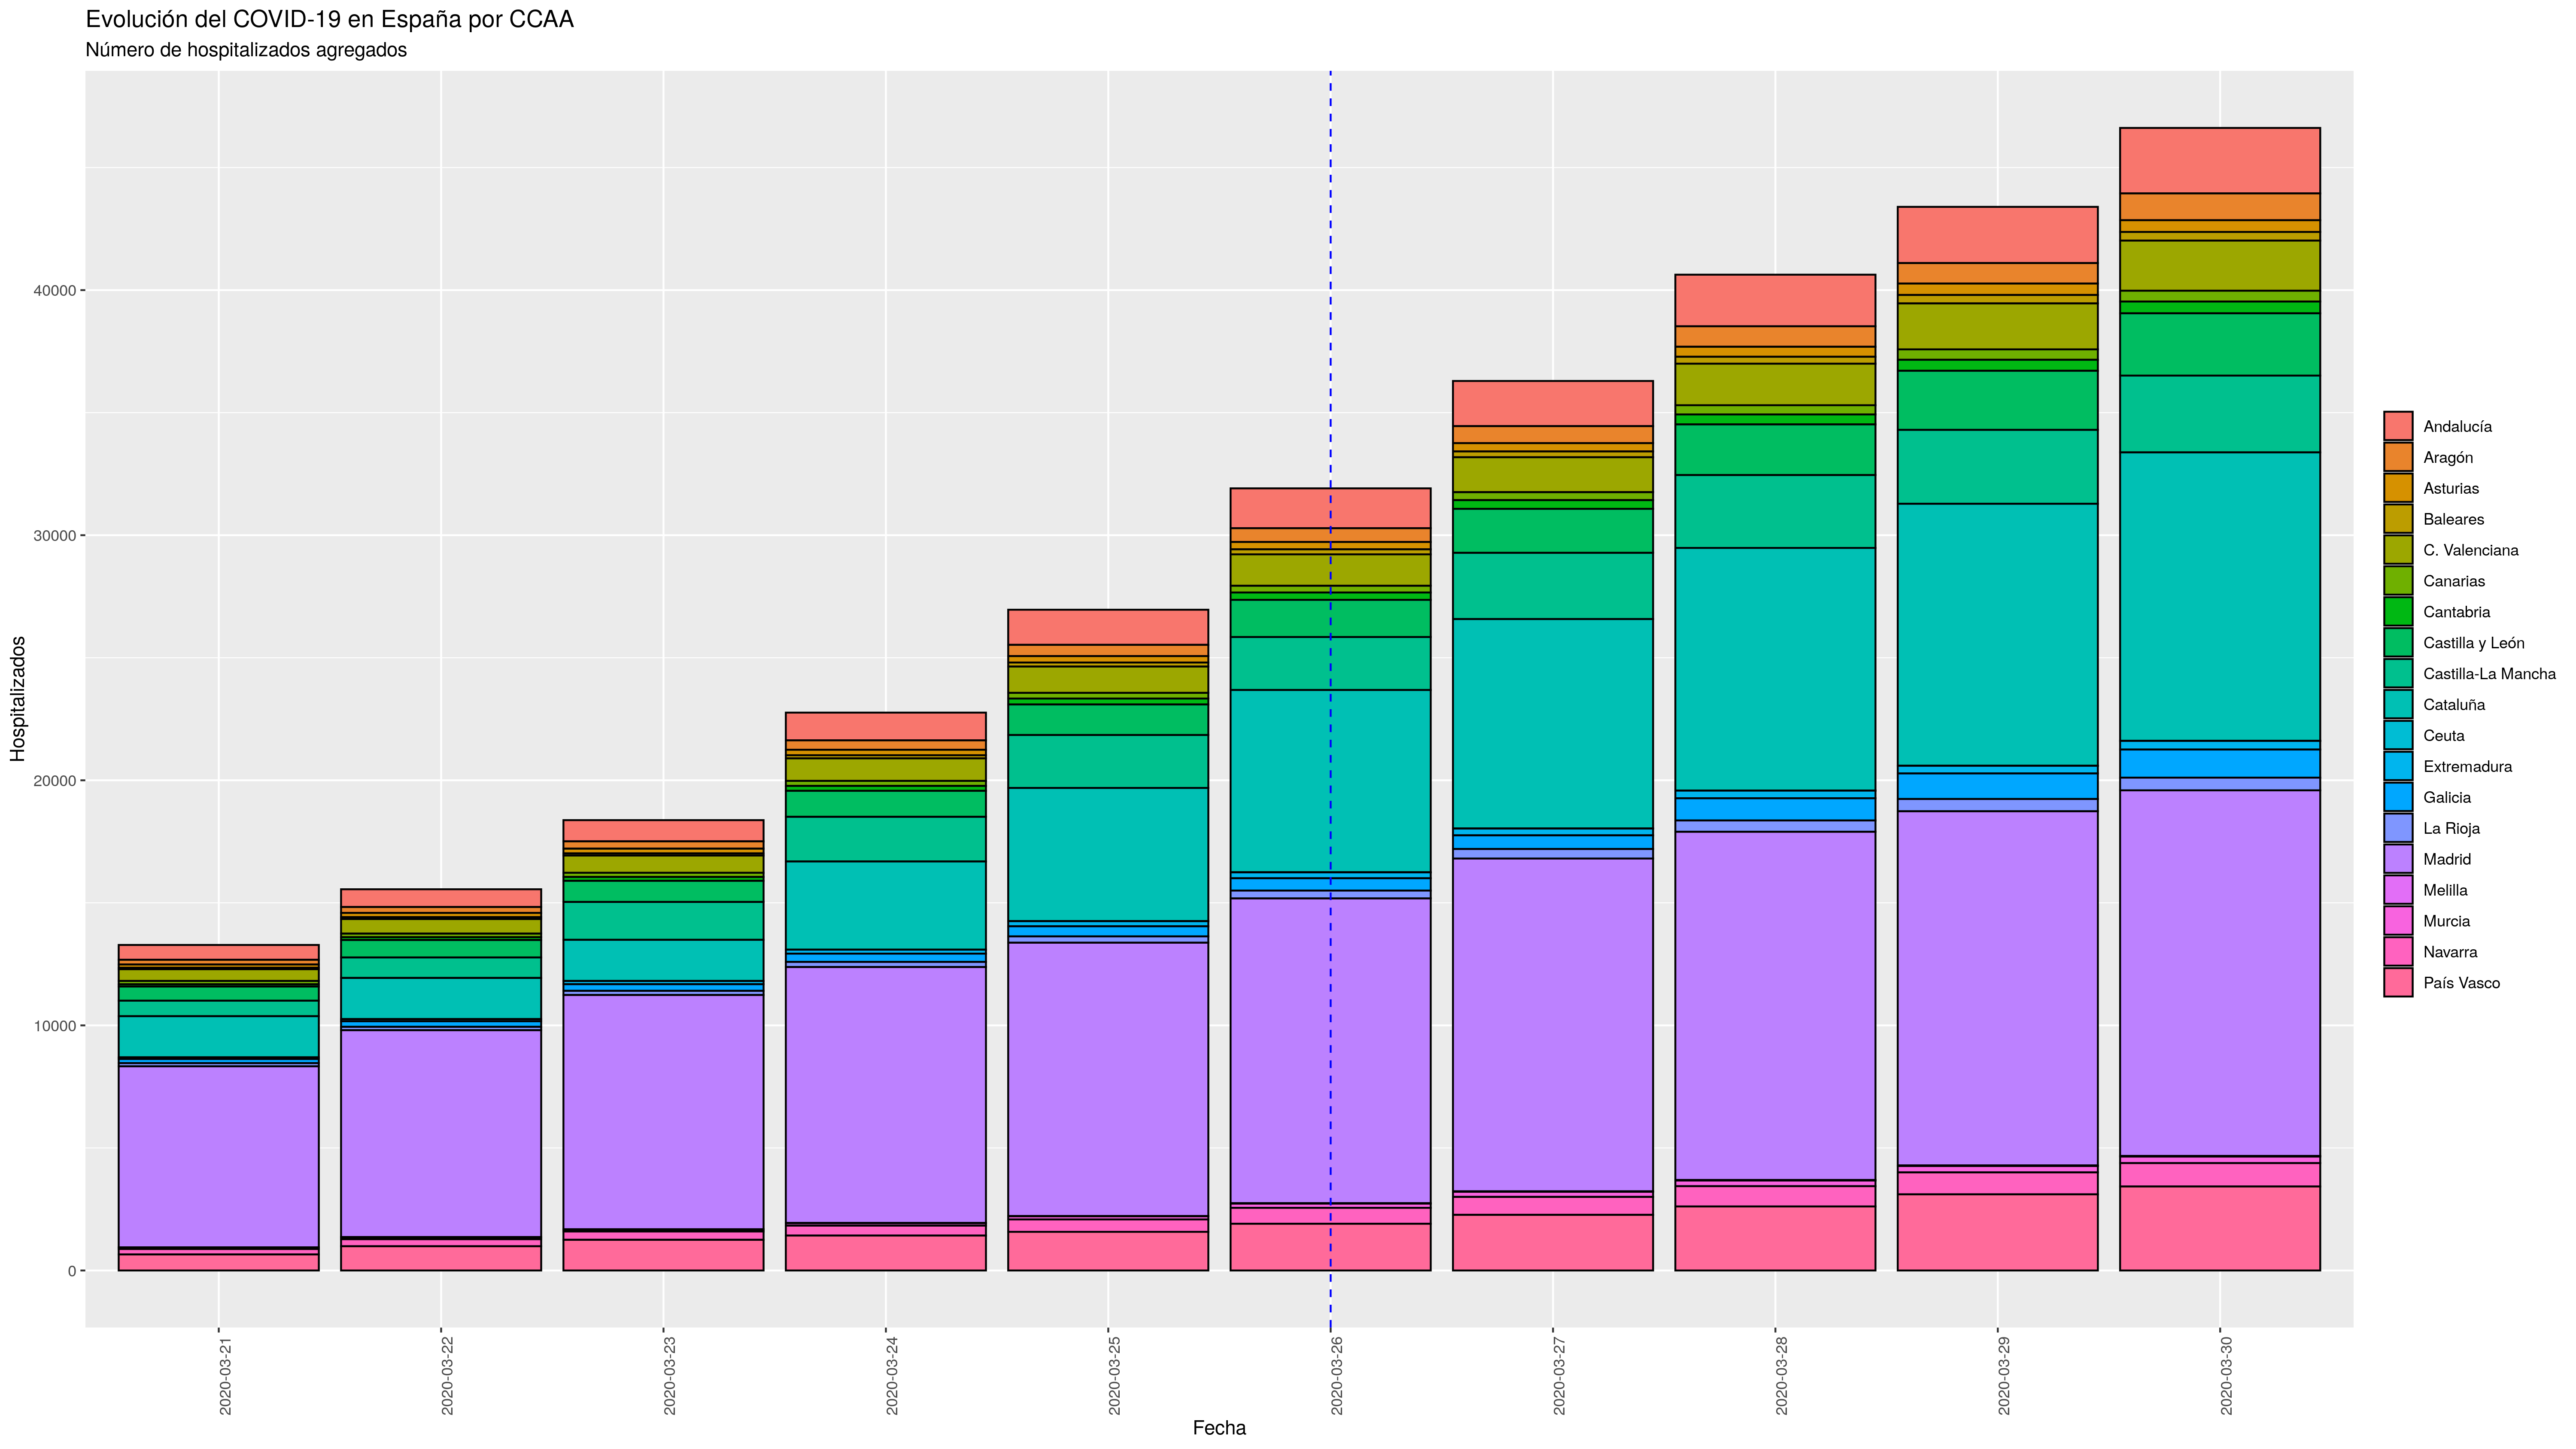 Evolución del COVID-19 en España por CCAA
Número de hospitalizados agregados
Hospitalizados
40000
30000
20000
10000
0
2020-03-21
2020-03-22
2020-03-23
2020-03-24
2020-03-25
2020-03-26
2020-03-27
2020-03-28
2020-03-29
2020-03-30
Fecha
Andalucía
Aragón
Asturias
Baleares
C. Valenciana
Canarias
Cantabria
Castilla y León
Castilla-La Mancha
Cataluña
Ceuta
Extremadura
Galicia
La Rioja
Madrid
Melilla
Murcia
Navarra
País Vasco